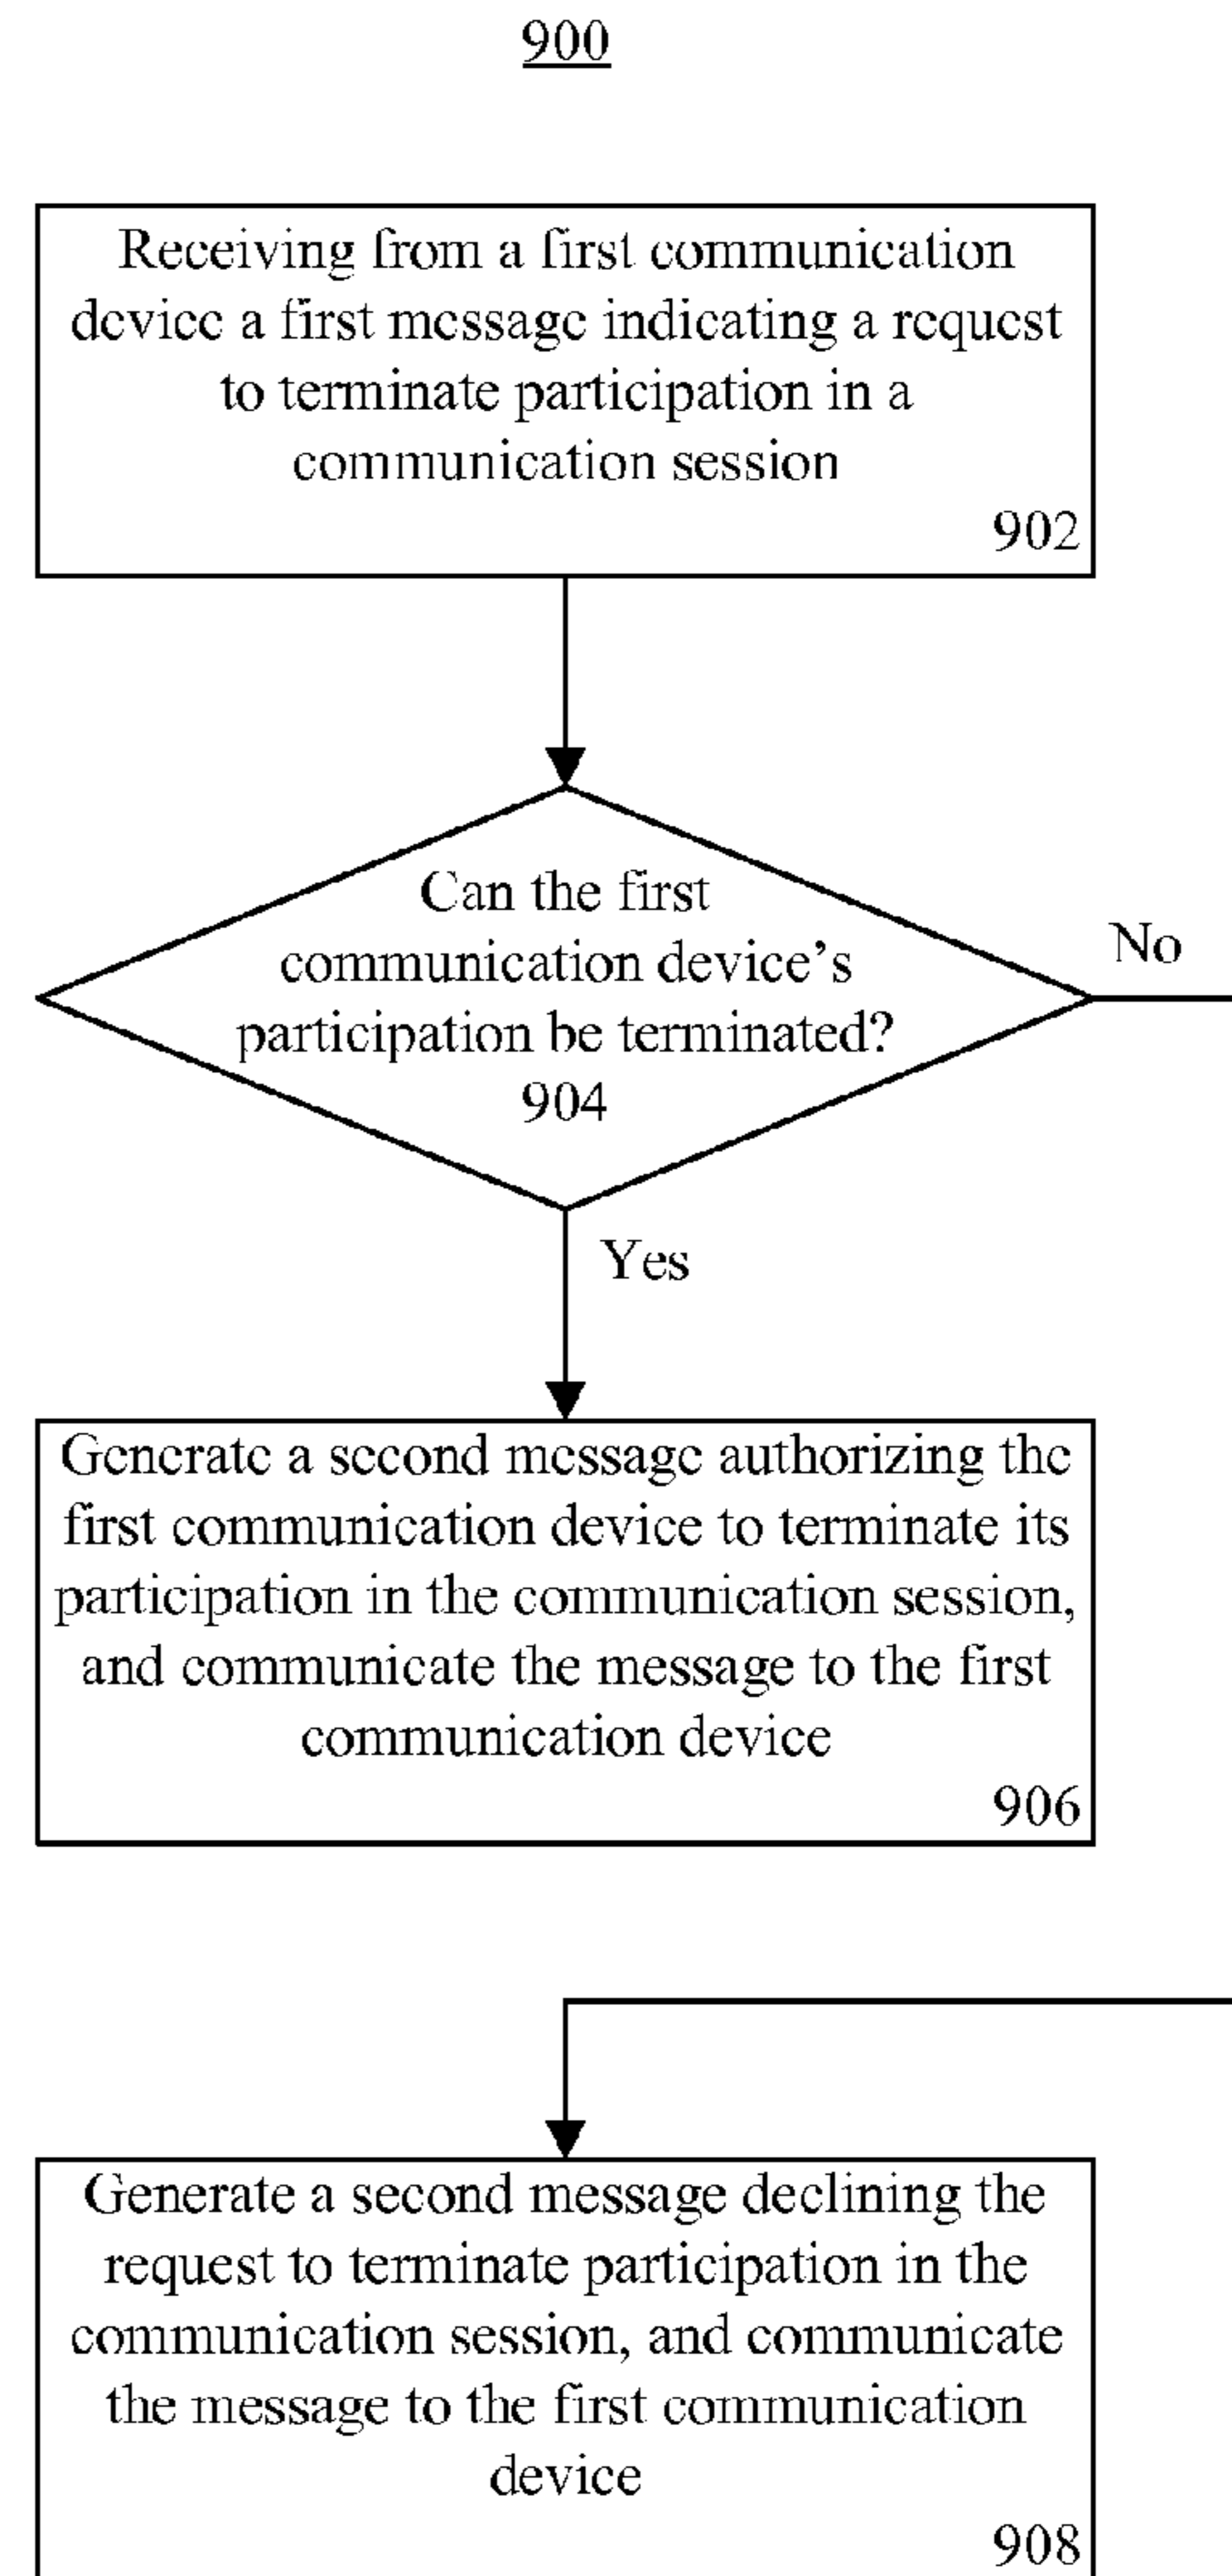 900
Receiving from a first communication
device a first message indicating a request
to terminate participation in a
communication session
902
Can the first
communication device's
participation be terminated?
904
No
Yes
Generate a second message authorizing the
first communication device to terminate its
participation in the communication session,
and communicate the message to the first
communication device
906
Generate a second message declining the
request to terminate participation in the
communication session, and communicate
the message to the first communication
device
908